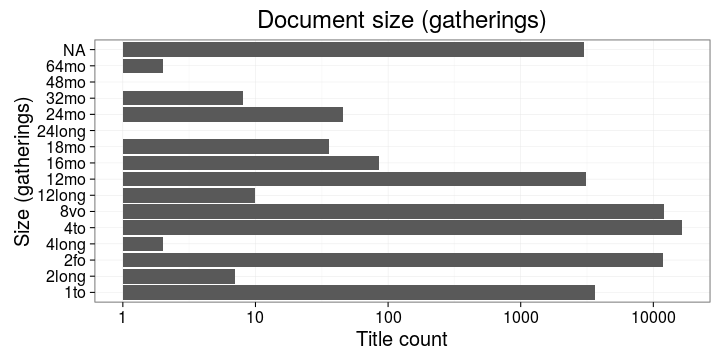 Document size (gatherings)
Size (gatherings)
NA
64mo
48mo
32mo
24mo
24long
18mo
16mo
12mo
12long
8vo
4to
4long
2fo
2long
1to
1 10 100 1000 10000
Title count